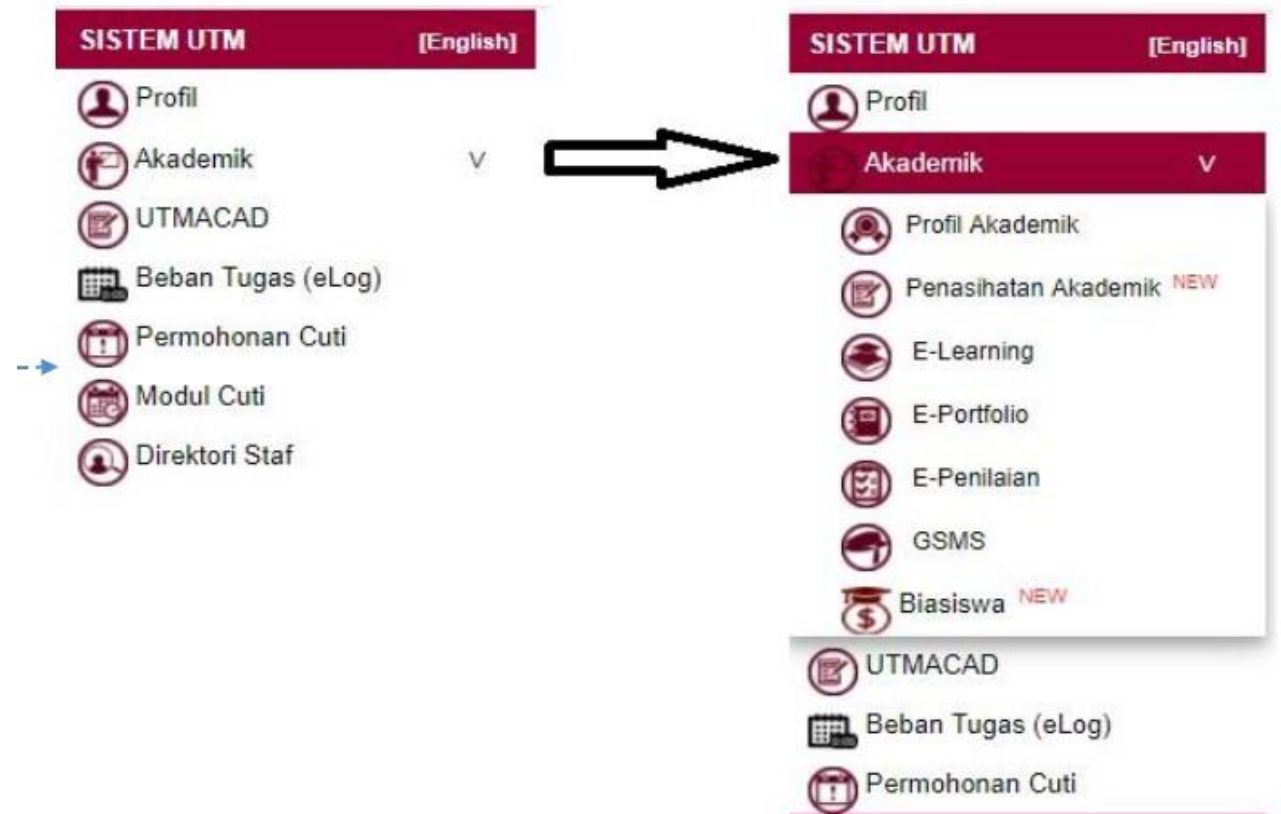 SISTEM UTM [English]
Profil
Akademik V
UTMACAD
Beban Tugas (eLog)
Permohonan Cuti
Modul Cuti
Direktori Staf
SISTEM UTM [English]
Profil
Akademik V
Profil Akademik
Penasihatan Akademik NEW
E-Learning
E-Portfolio
E-Penilaian
GSMS
Biasiswa NEW
UTMACAD
Beban Tugas (eLog)
Permohonan Cuti